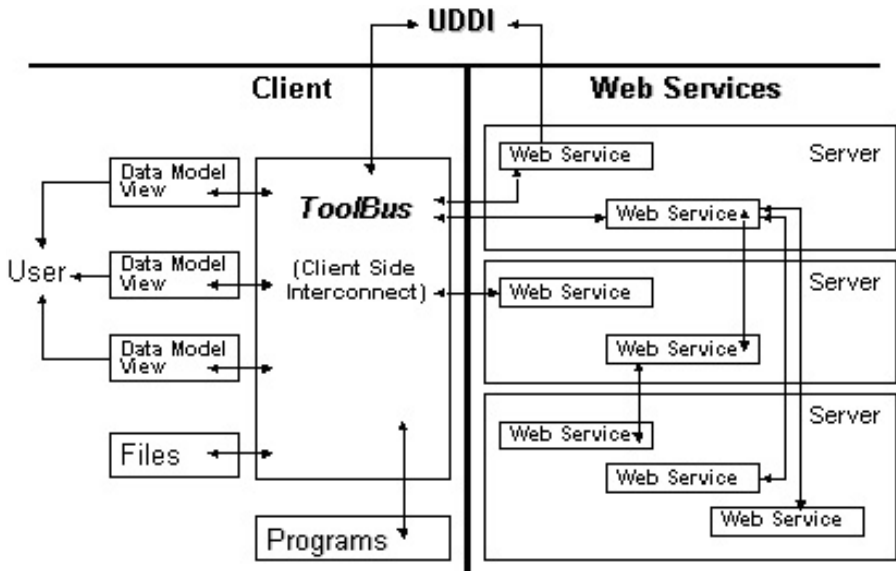 UDDI
Client
Web Services
Data Model
View
ToolBus
(Client Side
Interconnect)
User
Data Model
View
Data Model
View
Files
Programs
Web Service
Server
Web Service
Web Service
Server
Web Service
Web Service
Server
Web Service
Web Service